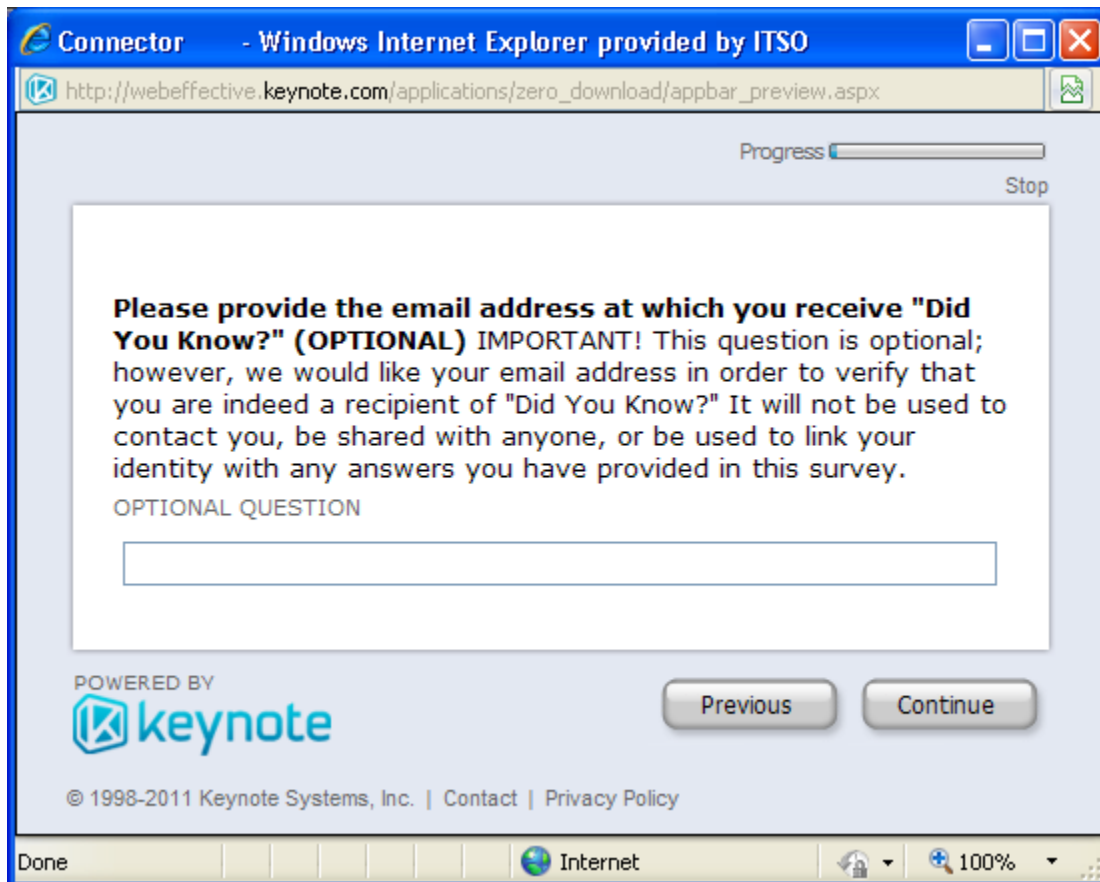 Connector - Windows Internet Explorer provided by ITSO
http://webeffective.keynote.com/applications/zero_download/appbar_preview.aspx
Progress
Stop
Please provide the email address at which you receive "Did
You Know?" (OPTIONAL) IMPORTANT! This question is optional;
however, we would like your email address in order to verify that
you are indeed a recipient of "Did You Know?" It will not be used to
contact you, be shared with anyone, or be used to link your
identity with any answers you have provided in this survey.
OPTIONAL QUESTION
POWERED BY
keynote
Previous Continue
© 1998-2011 Keynote Systems, Inc. | Contact | Privacy Policy
Done Internet 100%